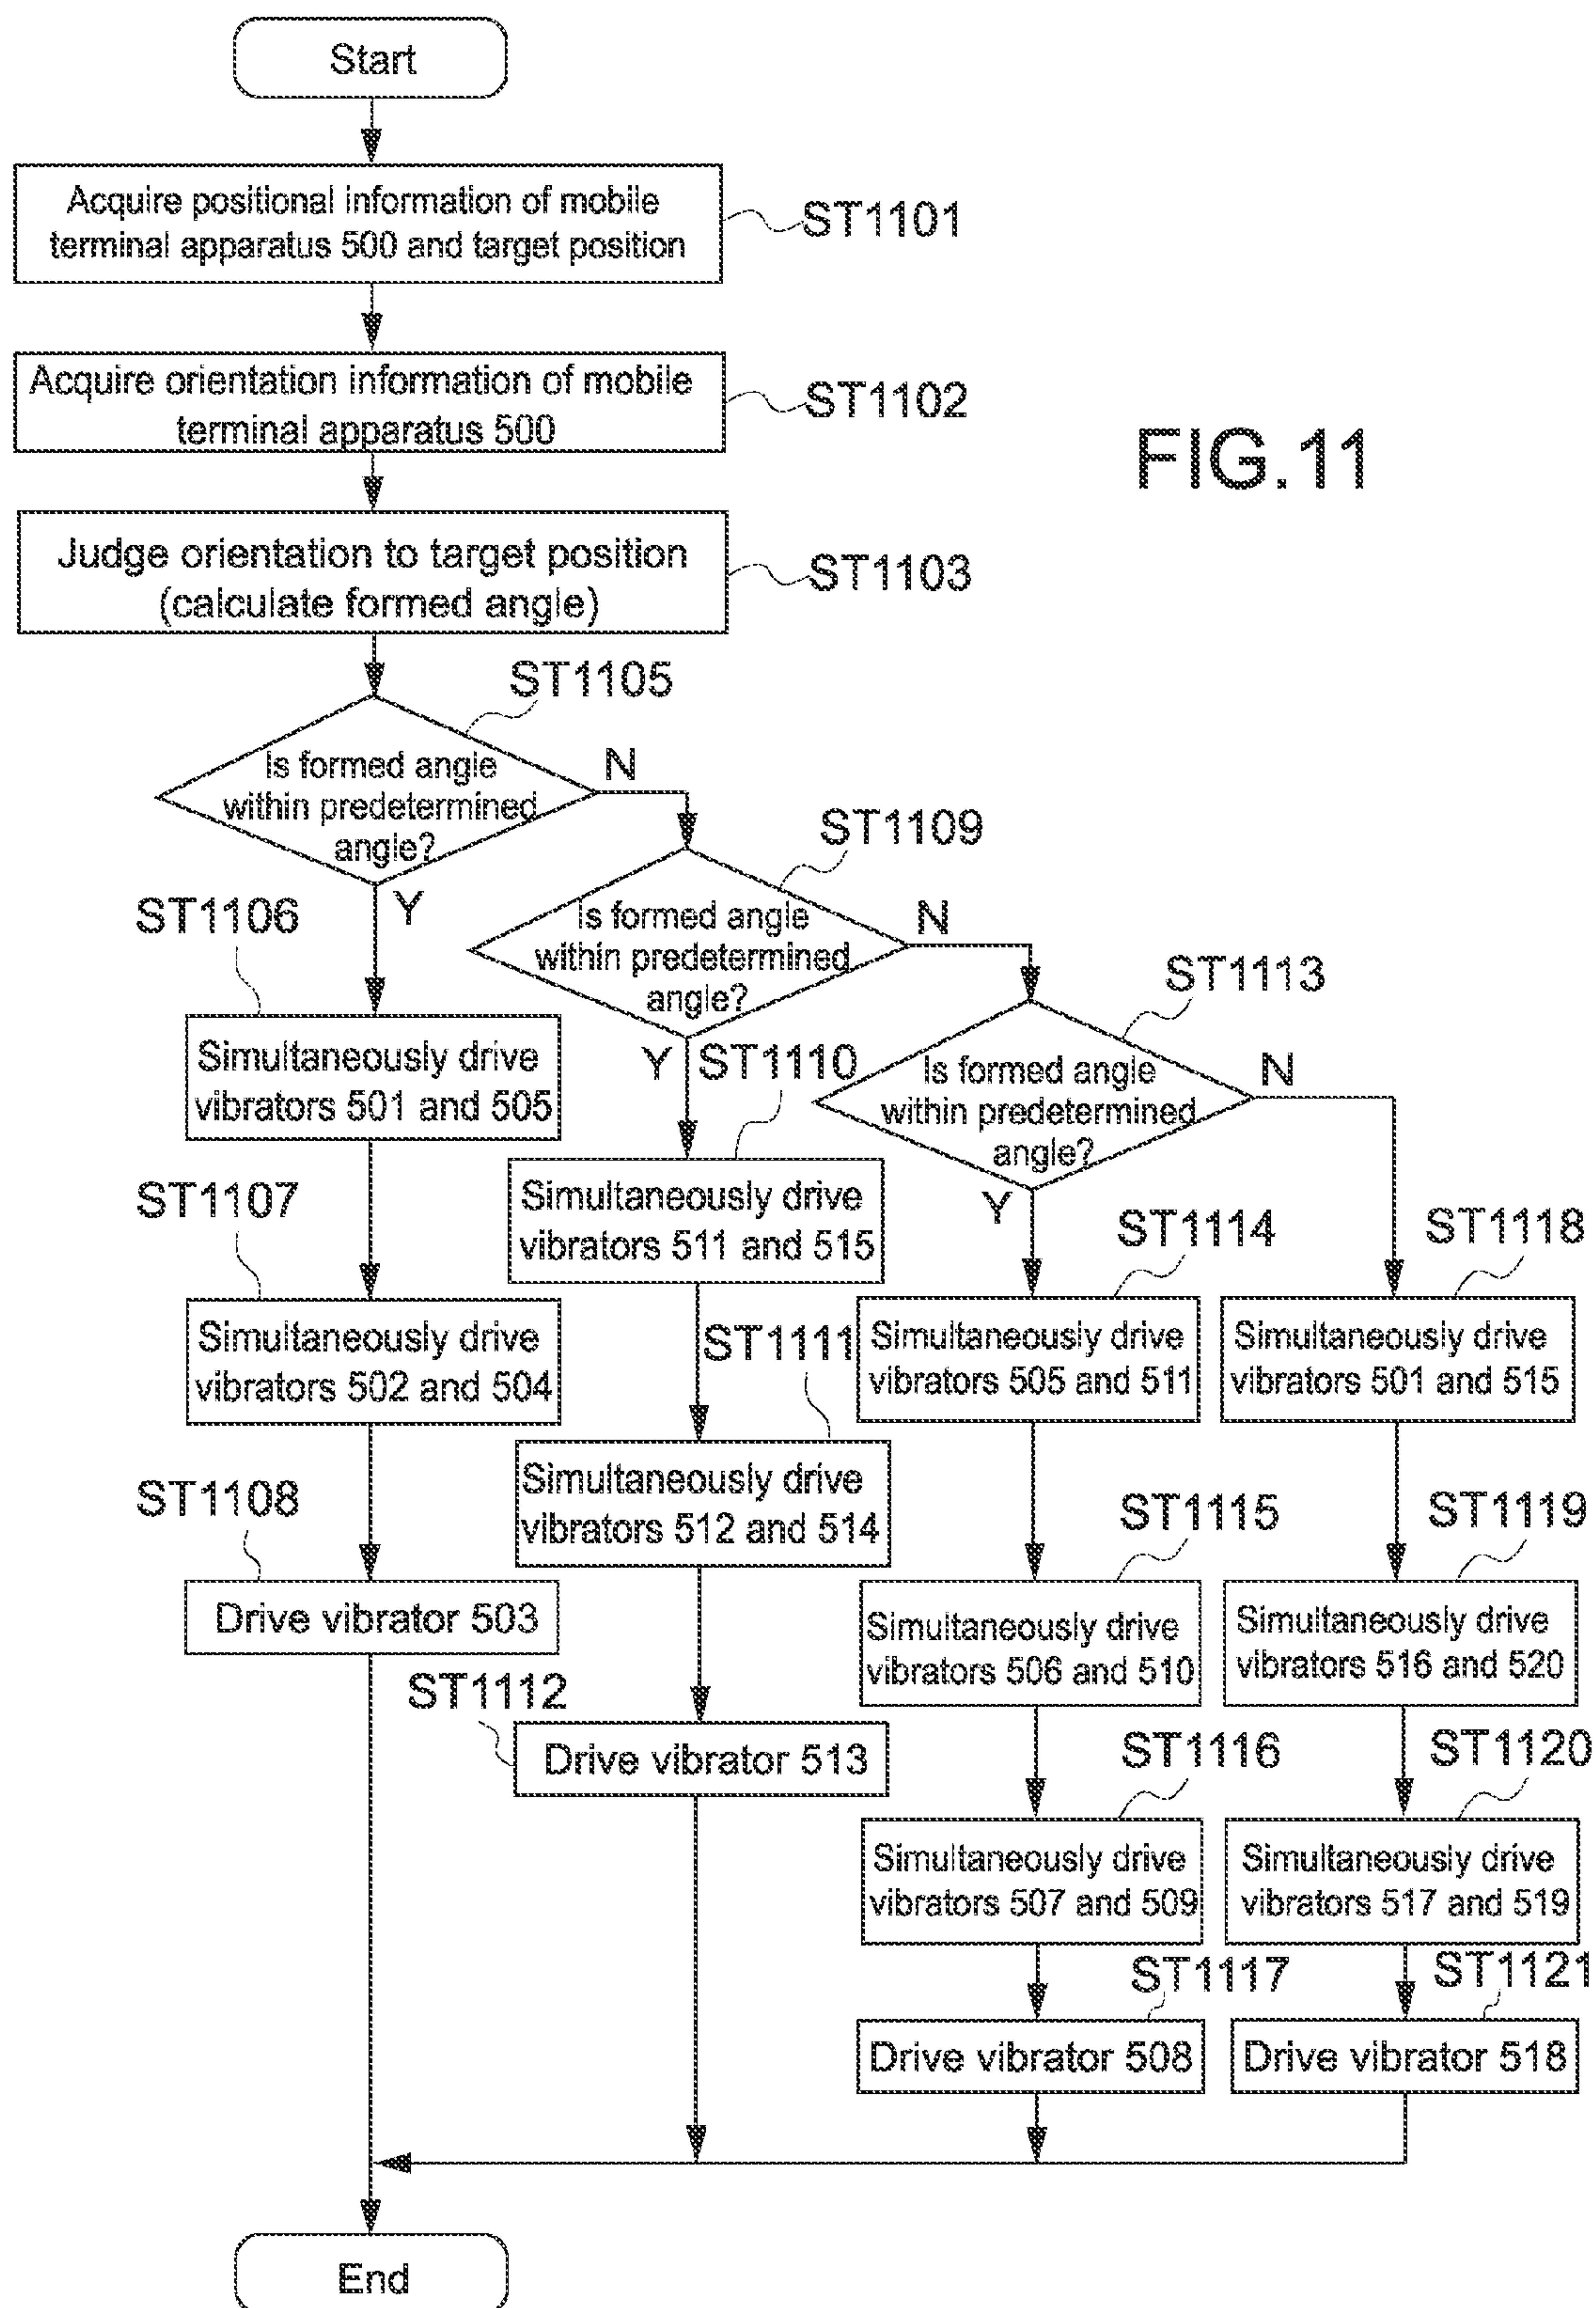 Start
Acquire positional information of mobile
terminal apparatus 500 and target position
ST1101
Acquire orientation information of mobile
terminal apparatus 500
ST1102
FIG.11
Judge orientation to target position
(calculate formed angle)
ST1103
ST1105
Is formed angle
within predetermined
angle?
N
Y
ST1109
Is formed angle
within predetermined
angle?
N
Y
ST1113
Is formed angle
within predetermined
angle?
N
Y
ST1106
Simultaneously drive
vibrators 501 and 505
ST1107
Simultaneously drive
vibrators 502 and 504
ST1108
Drive vibrator 503
ST1110
Simultaneously drive
vibrators 511 and 515
ST1111
Simultaneously drive
vibrators 512 and 514
ST1112
Drive vibrator 513
ST1114
Simultaneously drive
vibrators 505 and 511
ST1115
Simultaneously drive
vibrators 506 and 510
ST1116
Simultaneously drive
vibrators 507 and 509
ST1117
Drive vibrator 508
ST1118
Simultaneously drive
vibrators 501 and 515
ST1119
Simultaneously drive
vibrators 516 and 520
ST1120
Simultaneously drive
vibrators 517 and 519
ST1121
Drive vibrator 518
End